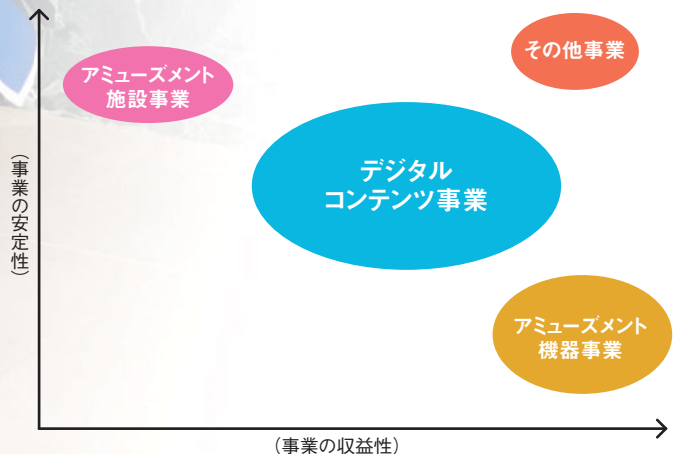 その他事業
アミューズメント
施設事業
デジタル
コンテンツ事業
（事業の安定性）
アミューズメント
機器事業
（事業の収益性）